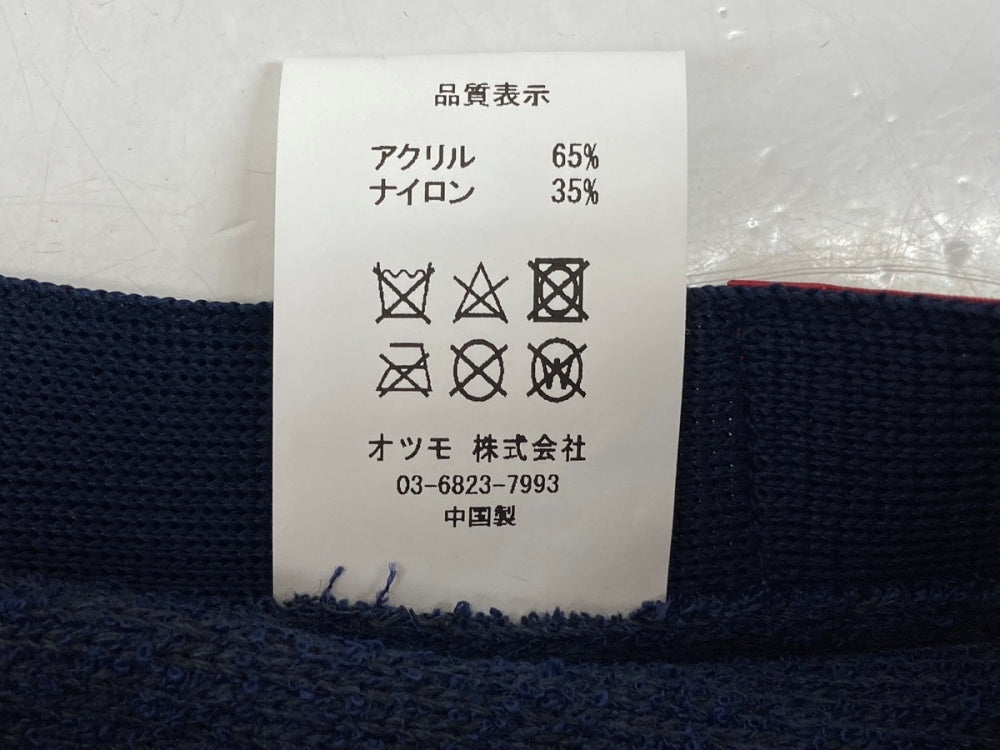 品質表示
アクリル 65%
ナイロン 35%
W
オツモ 株式会社
03-6823-7993
中国製